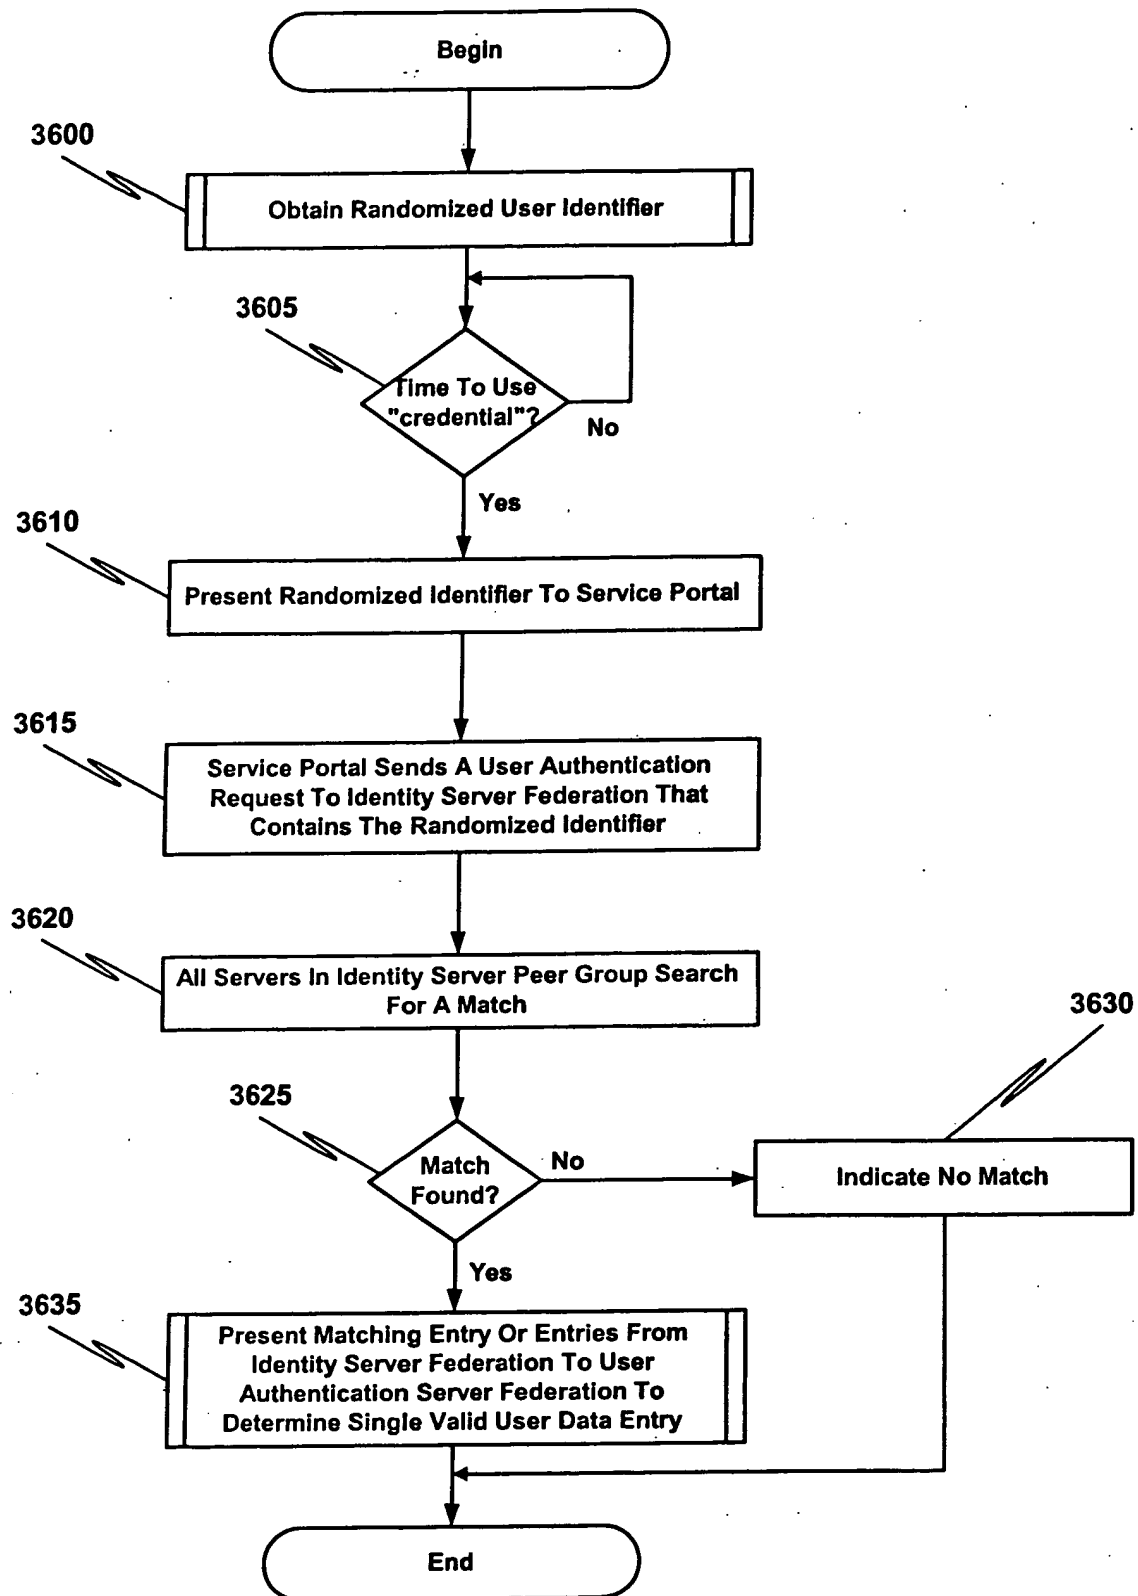 Begin
3600
Obtain Randomized User Identifier
3605
Time To Use
"credential"?
No
Yes
3610
Present Randomized Identifier To Service Portal
3615
Service Portal Sends A User Authentication
Request To Identity Server Federation That
Contains The Randomized Identifier
3620
All Servers In Identity Server Peer Group Search
For A Match
3625
Match
Found?
No
3630
Indicate No Match
Yes
3635
Present Matching Entry Or Entries From
Identity Server Federation To User
Authentication Server Federation To
Determine Single Valid User Data Entry
End